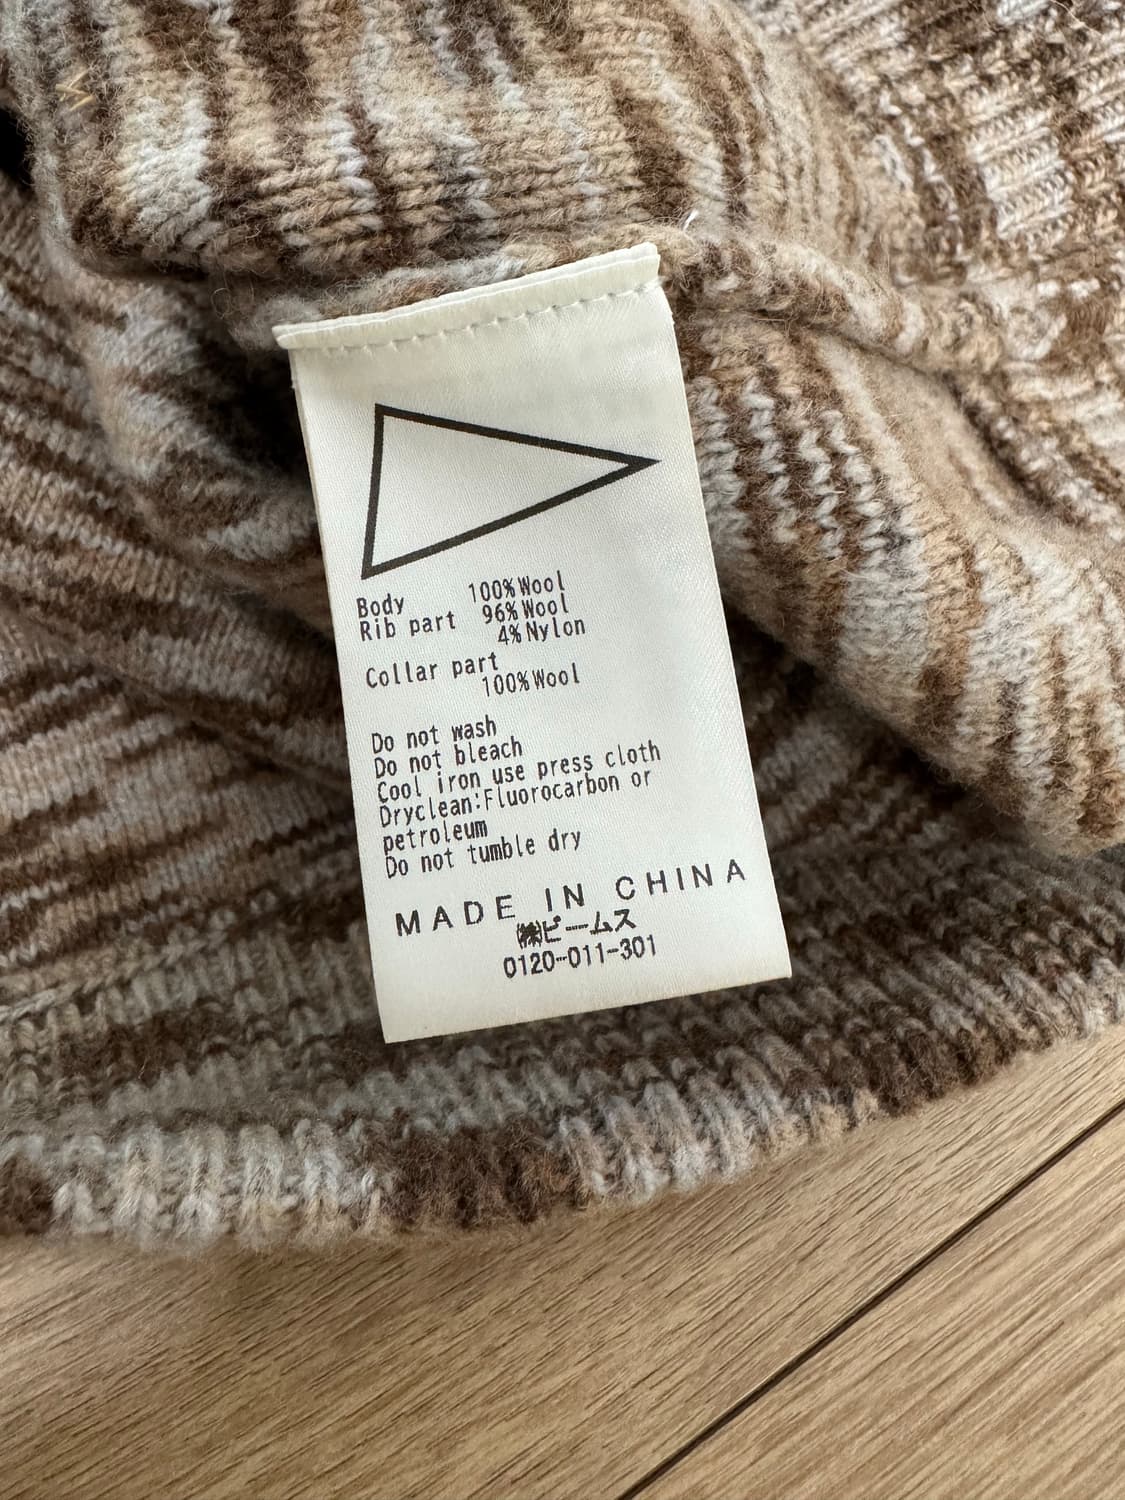 Body 100%Wool
Rib part 96%Wool
4%Nylon
Collar part
100%Wool
Do not wash
Do not bleach
Cool iron use press cloth
Dryclean:Fluorocarbon or
petroleum
Do not tumble dry
MADE IN CHINA
㈱ビームス
0120-011-301